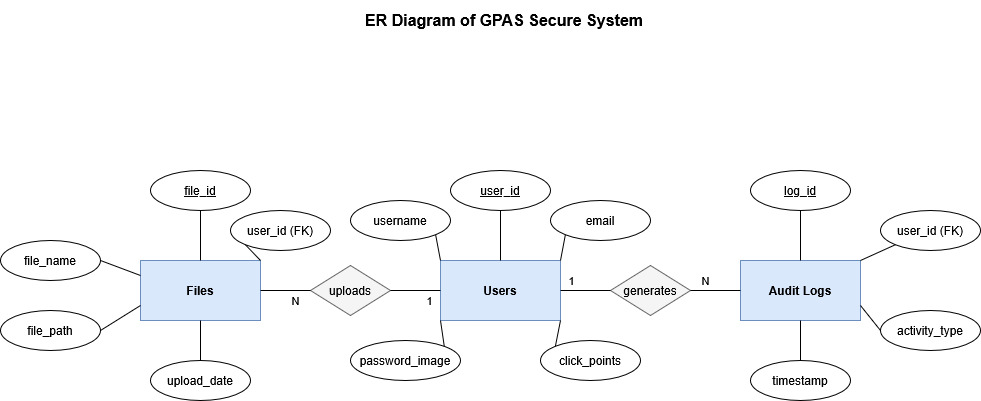 ER Diagram of GPAS Secure System
file_id
user_id
log_id
username
email
user_id (FK)
user_id (FK)
file_name
Files
uploads
Users
generates
Audit Logs
N
1
1
N
file_path
activity_type
password_image
click_points
upload_date
timestamp